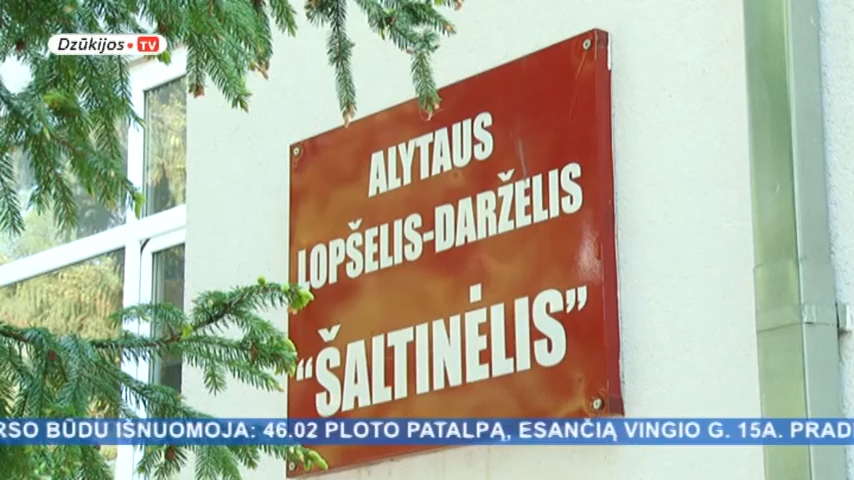 Dzūkijos TV
ALYTAUS
LOPŠELIS-DARŽELIS
"ŠALTINĖLIS"
BŪDU IŠNUOMOJA: 46.02 PLOTO PATALPĄ, ESANČIĄ VINGIO G. 15A.